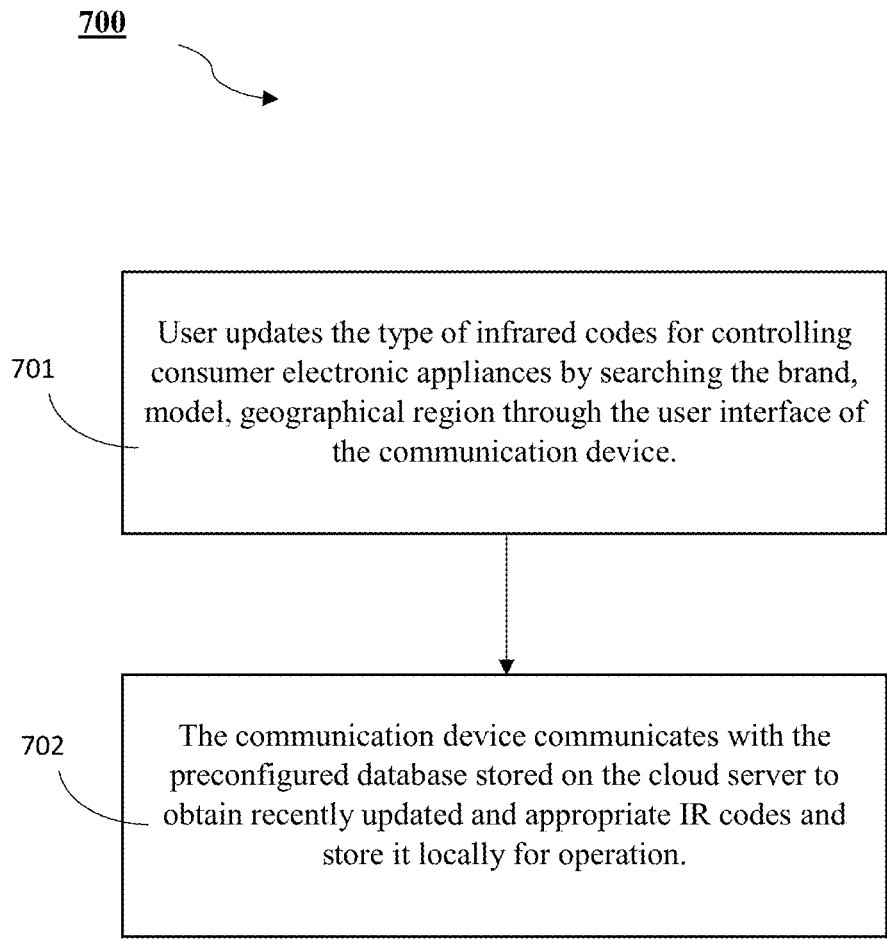 700
701
User updates the type of infrared codes for controlling
consumer electronic appliances by searching the brand,
model, geographical region through the user interface of
the communication device.
702
The communication device communicates with the
preconfigured database stored on the cloud server to
obtain recently updated and appropriate IR codes and
store it locally for operation.